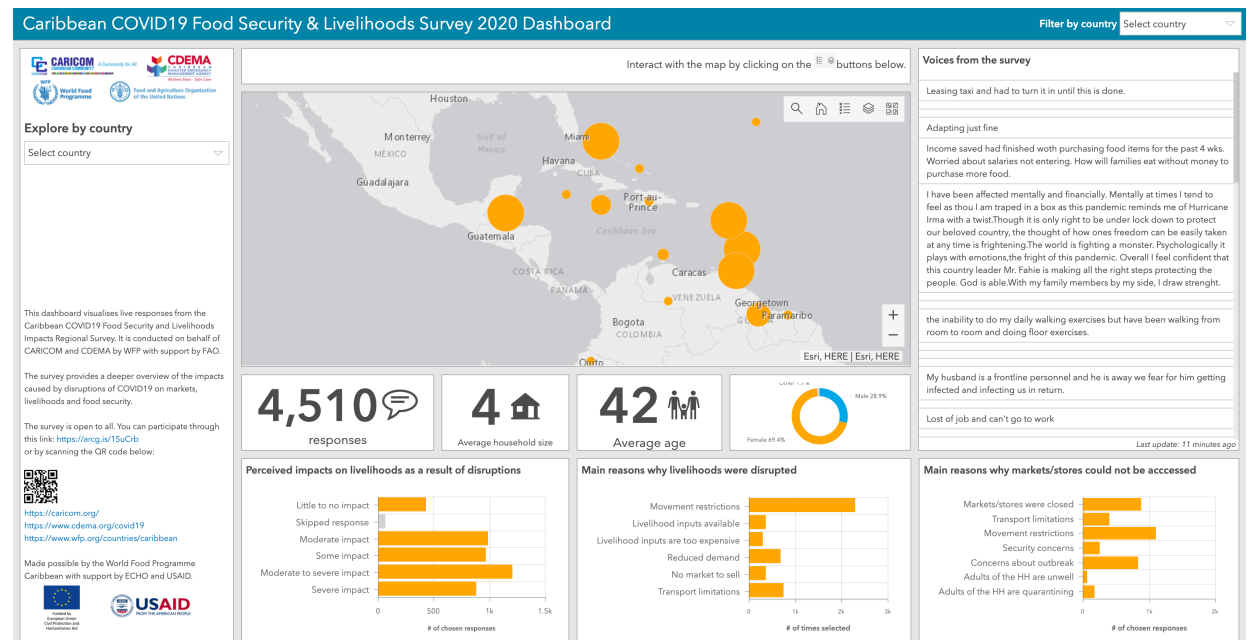 Caribbean COVID19 Food Security & Livelihoods Survey 2020 Dashboard
Filter by country
Select country
CARICOM
CARIBBEAN COMMUNITY
A Community for All
CDEMA
CARIBBEAN
DISASTER EMERGENCY
MANAGEMENT AGENCY
WFP
World Food
Programme
Food and Agriculture Organization
of the United Nations
Explore by country
Select country
This dashboard visualises live responses from the
Caribbean COVID19 Food Security and Livelihoods
Impacts Regional Survey. It is conducted on behalf of
CARICOM and CDEMA by WFP with support by FAO.
The survey provides a deeper overview of the impacts
caused by disruptions of COVID19 on markets,
livelihoods and food security.
The survey is open to all. You can participate through
this link: https://arcg.is/1SuCrb
or by scanning the QR code below:
https://caricom.org/
https://www.cdema.org/covid19
https://www.wfp.org/countries/caribbean
Made possible by the World Food Programme
Caribbean with support by ECHO and USAID.
Funded by
European Union
Civil Protection and
Humanitarian Aid
USAID
FROM THE AMERICAN PEOPLE
Interact with the map by clicking on the buttons below.
Houston
Monterrey
Gulf of
Mexico
Miami
MÉXICO
Havana
CUBA
Guadalajara
Port-au-
Prince
Guatemala
Caribbean Sea
COSTA RICA
Caracas
PANAMA
VENEZUELA
Georgetown
Paramaribo
Bogota
COLOMBIA
Quito
Esri, HERE | Esri, HERE
4,510
responses
4
Average household size
42
Average age
Other 1.7%
Male 28.9%
Female 69.4%
Voices from the survey
Leasing taxi and had to turn it in until this is done.
Adapting just fine
Income saved had finished woth purchasing food items for the past 4 wks.
Worried about salaries not entering. How will families eat without money to
purchase more food.
I have been affected mentally and financially. Mentally at times I tend to
feel as thou I am traped in a box as this pandemic reminds me of Hurricane
Irma with a twist.Though it is only right to be under lock down to protect
our beloved country, the thought of how ones freedom can be easily taken
at any time is frightening.The world is fighting a monster. Psychologically it
plays with emotions,the fright of this pandemic. Overall I feel confident that
this country leader Mr. Fahie is making all the right steps protecting the
people. God is able.With my family members by my side, I draw strenght.
the inability to do my daily walking exercises but have been walking from
room to room and doing floor exercises.
My husband is a frontline personnel and he is away we fear for him getting
infected and infecting us in return.
Lost of job and can't go to work
Last update: 11 minutes ago
Perceived impacts on livelihoods as a result of disruptions
Little to no impact
Skipped response
Moderate impact
Some impact
Moderate to severe impact
Severe impact
0 500 1k 1.5k
# of chosen responses
Main reasons why livelihoods were disrupted
Movement restrictions
Livelihood inputs available
Livelihood inputs are too expensive
Reduced demand
No market to sell
Transport limitations
0 1k 2k 3k
# of times selected
Main reasons why markets/stores could not be acccessed
Markets/stores were closed
Transport limitations
Movement restrictions
Security concerns
Concerns about outbreak
Adults of the HH are unwell
Adults of the HH are quarantining
0 1k 2k
# of chosen responses